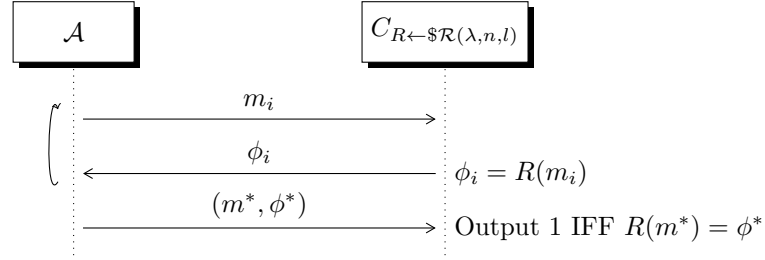 𝒜
C_{R←$ℛ(λ,n,l)}
m_i
ϕ_i
ϕ_i = R(m_i)
(m*, ϕ*)
Output 1 IFF R(m*) = ϕ*